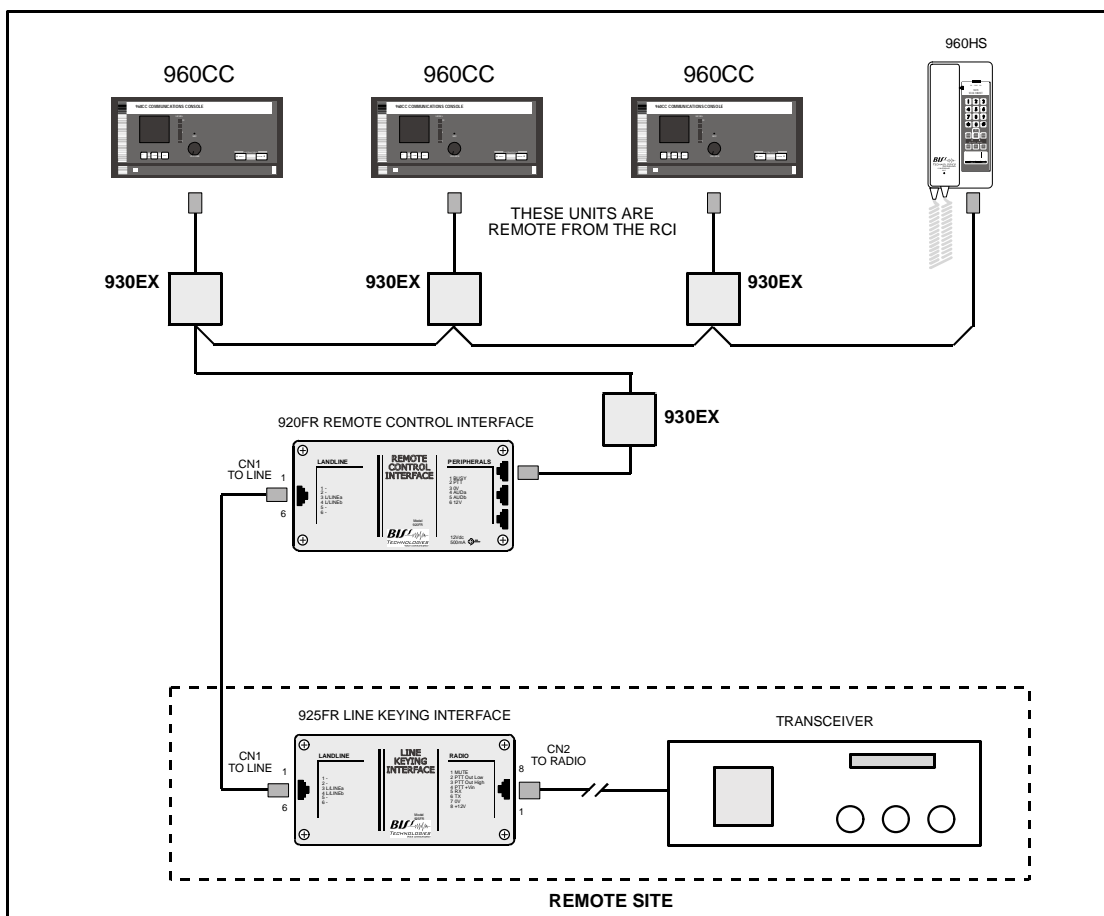 960HS
960CC
960CC
960CC
960CC COMMUNICATIONS CONSOLE
960CC COMMUNICATIONS CONSOLE
960CC COMMUNICATIONS CONSOLE
THESE UNITS ARE
REMOTE FROM THE RCI
930EX
930EX
930EX
930EX
920FR REMOTE CONTROL INTERFACE
CN1
TO LINE
1
6
LANDLINE
1 -
2 -
3 L/LINEa
4 L/LINEb
5 -
6 -
REMOTE
CONTROL
INTERFACE
Model
TECHNOLOGIES
PERIPHERALS
1 BUSY
2 PTT
3 0V
4 AUDa
5 AUDb
6 12V
12Vdc
500mA
925FR LINE KEYING INTERFACE
CN1
TO LINE
1
6
LANDLINE
1 -
2 -
3 L/LINEa
4 L/LINEb
5 -
6 -
LINE
KEYING
INTERFACE
Model
TECHNOLOGIES
RADIO
1 MUTE
2 PTT Out Low
3 PTT Out High
4 PTT +Vin
5 RX
6 TX
7 0V
8 +12V
CN2
TO RADIO
8
1
TRANSCEIVER
REMOTE SITE